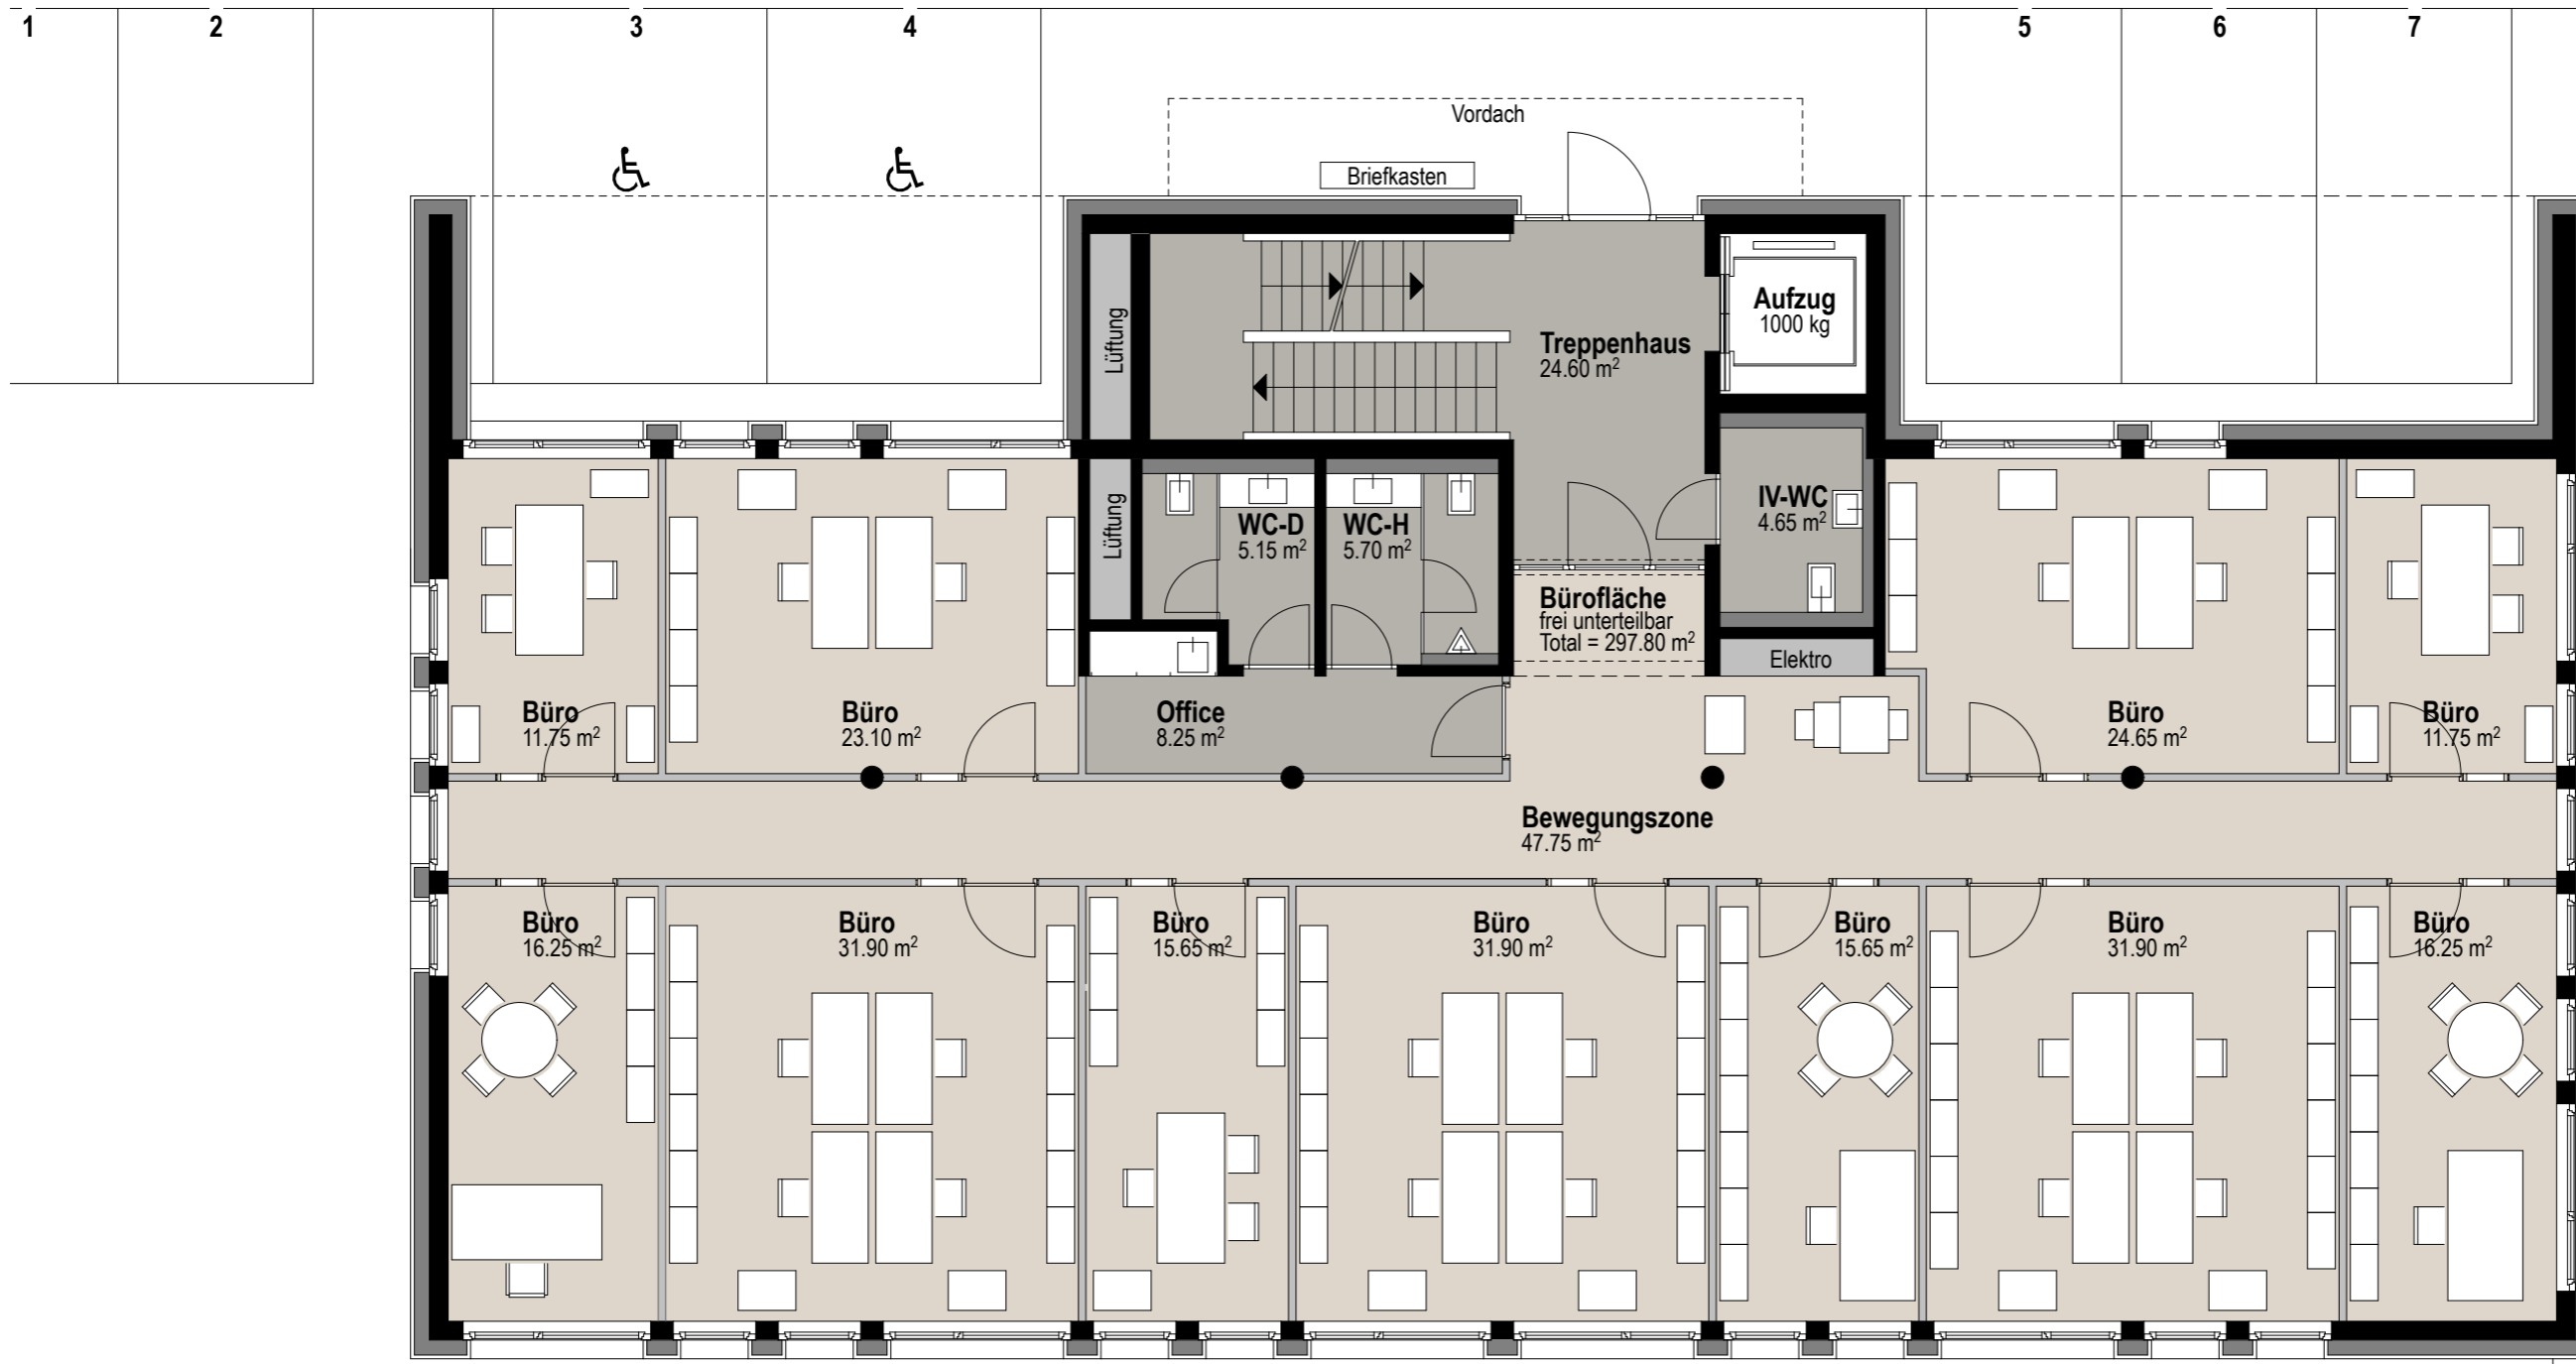 1
2
3
4
5
6
7
Vordach
Briefkasten
Lüftung
Treppenhaus
24.60 m²
Aufzug
1000 kg
Lüftung
WC-D
5.15 m²
WC-H
5.70 m²
IV-WC
4.65 m²
Bürofläche
frei unterteilbar
Total = 297.80 m²
Elektro
Büro
11.75 m²
Büro
23.10 m²
Office
8.25 m²
Büro
24.65 m²
Büro
11.75 m²
Bewegungszone
47.75 m²
Büro
16.25 m²
Büro
31.90 m²
Büro
15.65 m²
Büro
31.90 m²
Büro
15.65 m²
Büro
31.90 m²
Büro
16.25 m²